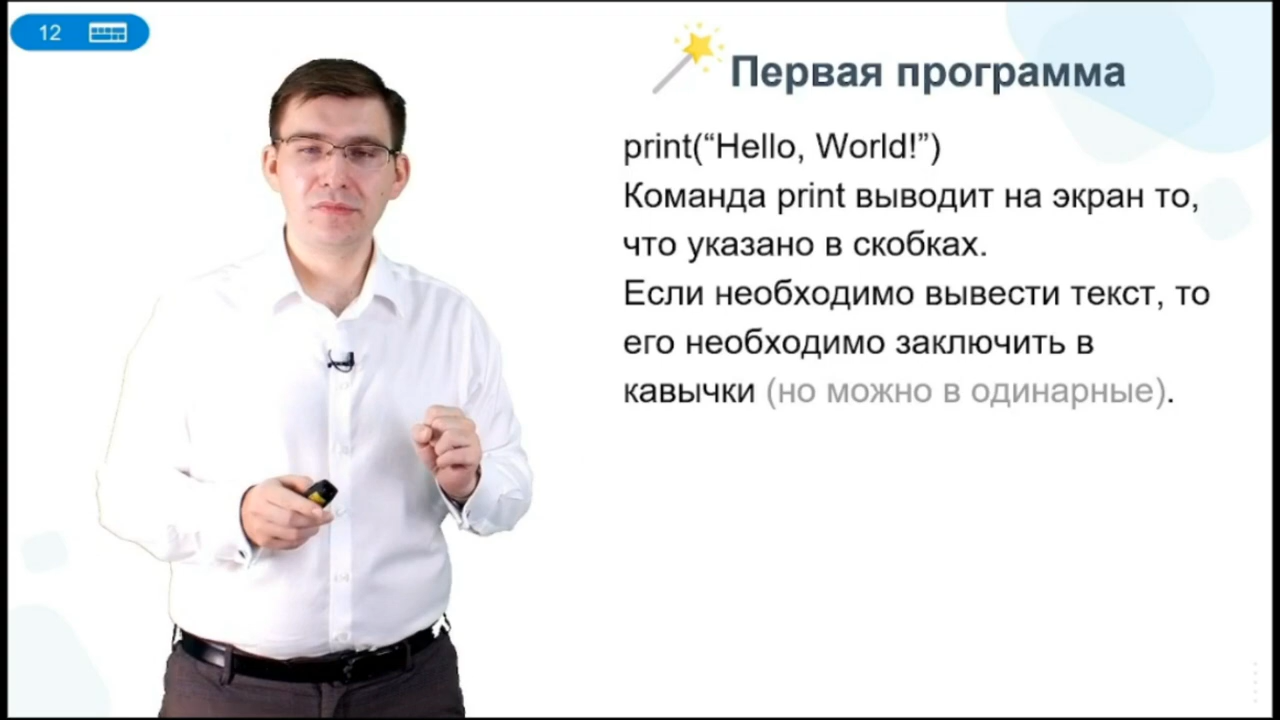 12
Первая программа
print(“Hello, World!”)
Команда print выводит на экран то,
что указано в скобках.
Если необходимо вывести текст, то
его необходимо заключить в
кавычки (но можно в одинарные).